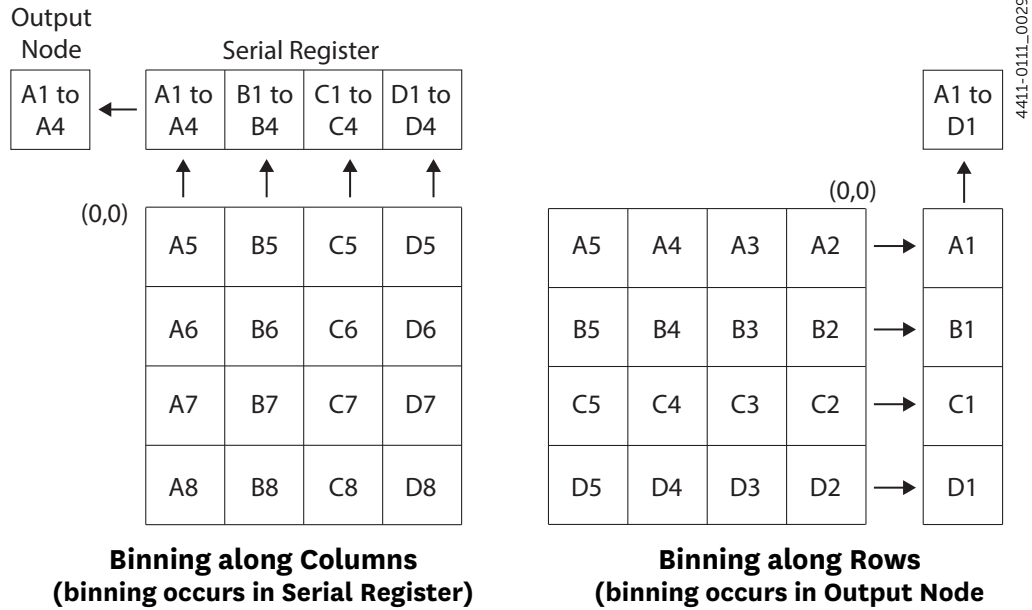 Output
Node
Serial Register
A1 to
A4
A1 to
A4
B1 to
B4
C1 to
C4
D1 to
D4
(0,0)
A5 B5 C5 D5
A6 B6 C6 D6
A7 B7 C7 D7
A8 B8 C8 D8
Binning along Columns
(binning occurs in Serial Register)
A1 to
D1
(0,0)
A5 A4 A3 A2 A1
B5 B4 B3 B2 B1
C5 C4 C3 C2 C1
D5 D4 D3 D2 D1
Binning along Rows
(binning occurs in Output Node
4411-0111_0029